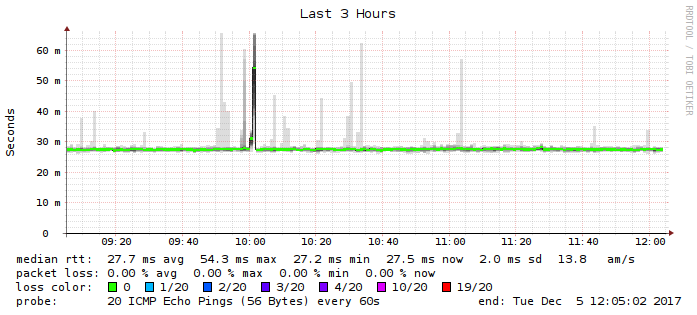 Last 3 Hours
RRDTOOL / TOBI OETIKER
Seconds
60 m
50 m
40 m
30 m
20 m
10 m
0
09:20 09:40 10:00 10:20 10:40 11:00 11:20 11:40 12:00
median rtt: 27.7 ms avg 54.3 ms max 27.2 ms min 27.5 ms now 2.0 ms sd 13.8 am/s
packet loss: 0.00 % avg 0.00 % max 0.00 % min 0.00 % now
loss color: 0 1/20 2/20 3/20 4/20 10/20 19/20
probe: 20 ICMP Echo Pings (56 Bytes) every 60s end: Tue Dec 5 12:05:02 2017